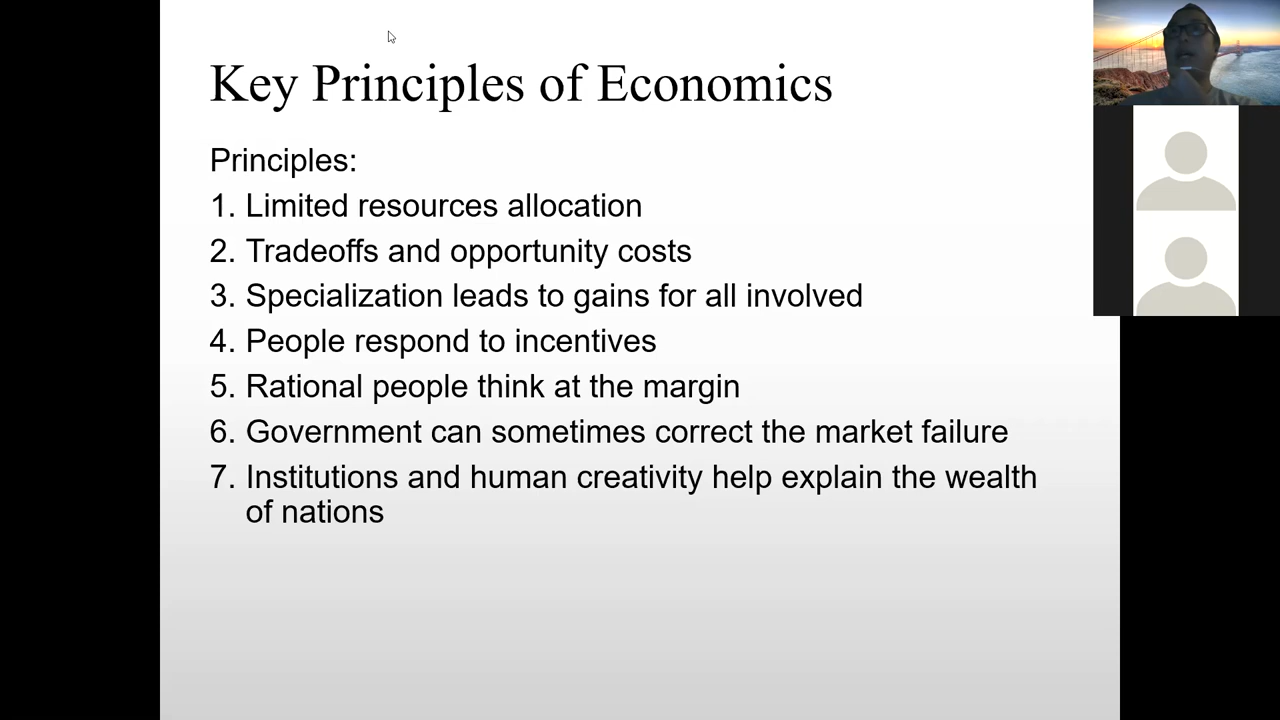 Key Principles of Economics
Principles:
1. Limited resources allocation
2. Tradeoffs and opportunity costs
3. Specialization leads to gains for all involved
4. People respond to incentives
5. Rational people think at the margin
6. Government can sometimes correct the market failure
7. Institutions and human creativity help explain the wealth
of nations